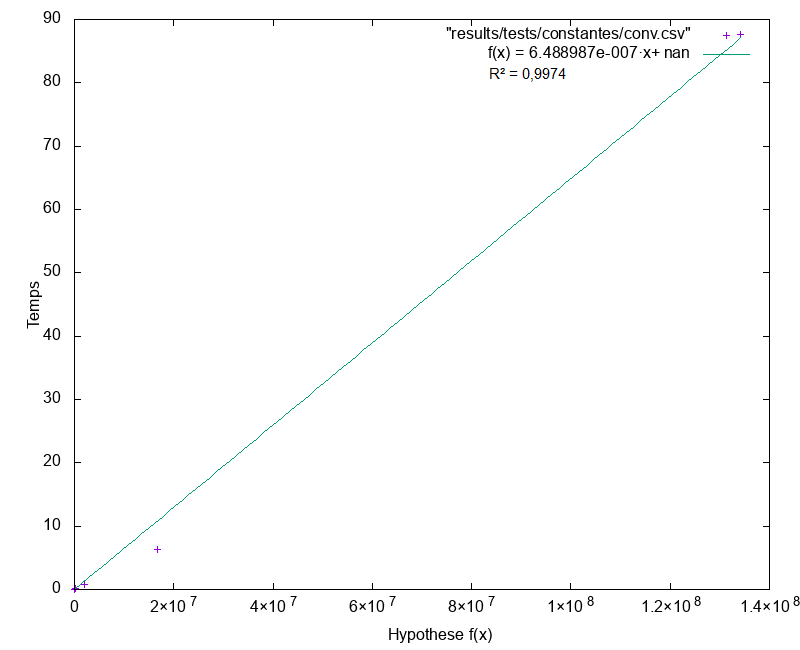 "results/tests/constantes/conv.csv"
f(x) = 6.488987e-007·x+ nan
R² = 0,9974
90
80
70
60
50
40
30
20
10
0
Temps
0 2×10⁷ 4×10⁷ 6×10⁷ 8×10⁷ 1×10⁸ 1.2×10⁸ 1.4×10⁸
Hypothese f(x)